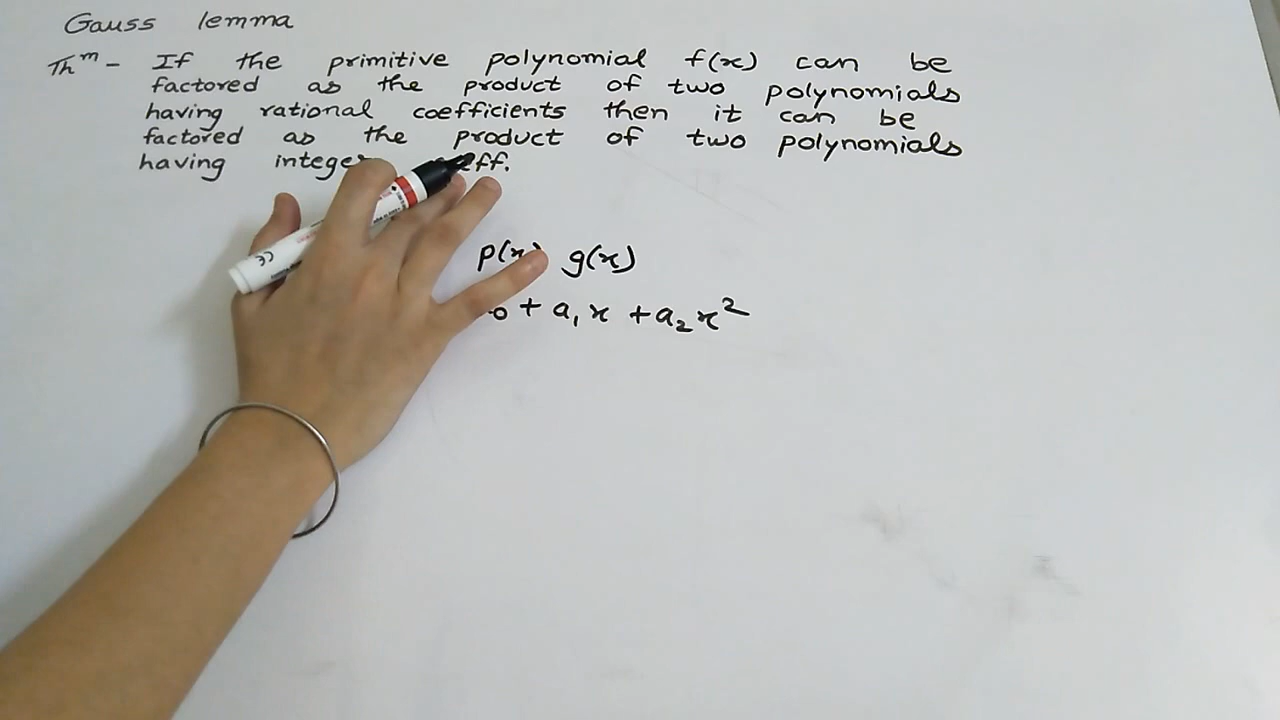 Gauss lemma
Thm - If the primitive polynomial f(x) can be
factored as the product of two polynomials
having rational coefficients then it can be
factored as the product of two polynomials
having
p(x) g(x)
+ a₁x + a₂x²